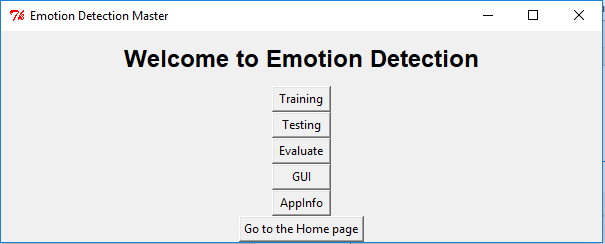 Emotion Detection Master
Welcome to Emotion Detection
Training
Testing
Evaluate
GUI
AppInfo
Go to the Home page